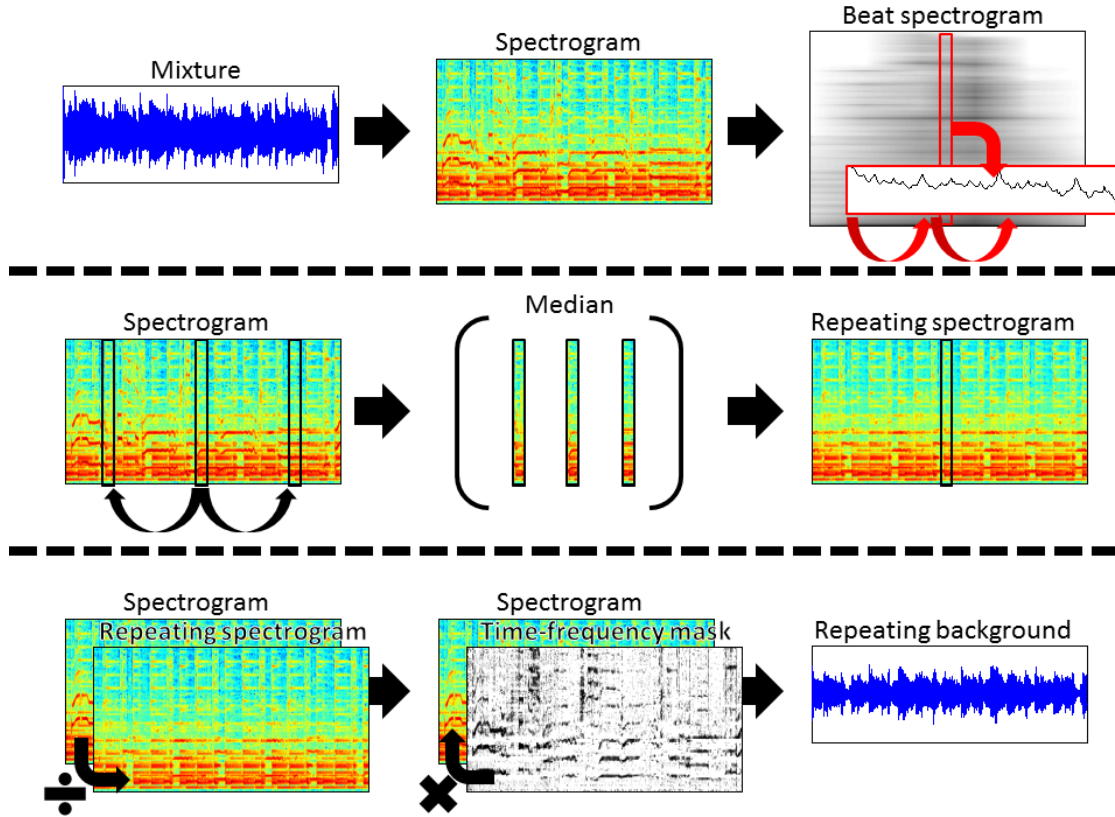 Mixture
Spectrogram
Beat spectrogram
Spectrogram
Median
Repeating spectrogram
Spectrogram
Repeating spectrogram
Spectrogram
Time-frequency mask
Repeating background